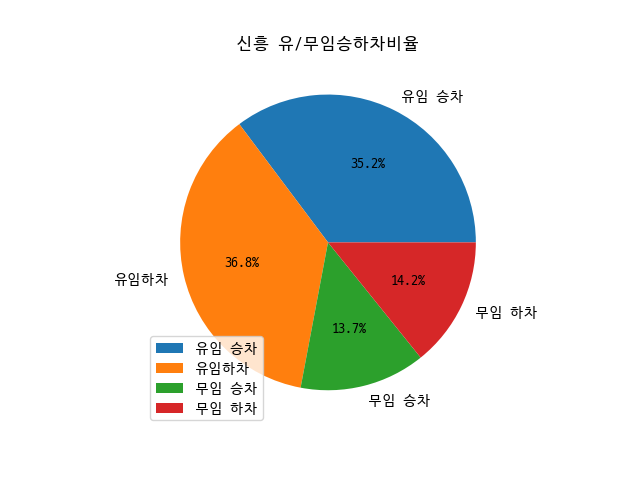 신흥 유/무임승하차비율
유임 승차
35.2%
36.8%
유임하차
14.2%
무임 하차
13.7%
무임 승차
유임 승차
유임하차
무임 승차
무임 하차